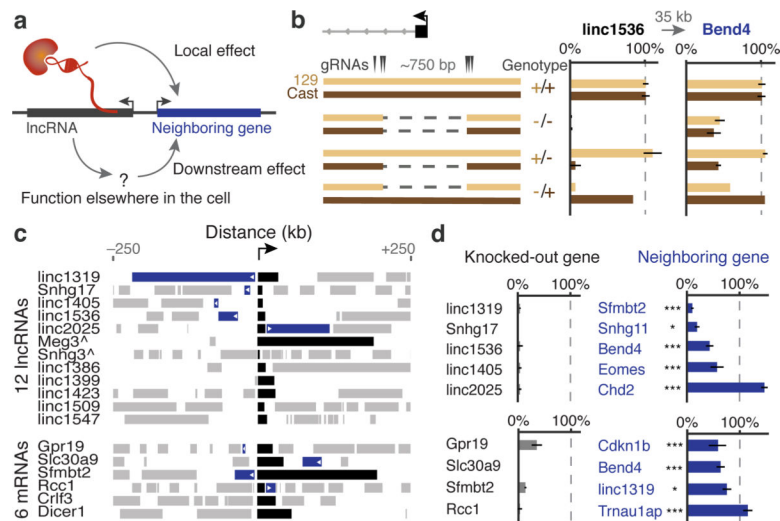 a
Local effect
lncRNA
Neighboring gene
?
Downstream effect
Function elsewhere in the cell
b
linc1536
35 kb
Bend4
gRNAs
~750 bp
Genotype
0%
100%
0%
100%
129
Cast
+/+
-/-
+/-
-/+
c
Distance (kb)
−250
+250
12 lncRNAs
linc1319
Snhg17
linc1405
linc1536
linc2025
Meg3^
Snhg3^
linc1386
linc1399
linc1423
linc1509
linc1547
6 mRNAs
Gpr19
Slc30a9
Sfmbt2
Rcc1
Crlf3
Dicer1
d
Knocked-out gene
Neighboring gene
0%
100%
0%
100%
linc1319
Sfmbt2
***
Snhg17
Snhg11
*
linc1536
Bend4
***
linc1405
Eomes
***
linc2025
Chd2
***
0%
100%
0%
100%
Gpr19
Cdkn1b
***
Slc30a9
Bend4
***
Sfmbt2
linc1319
*
Rcc1
Trnau1ap
***